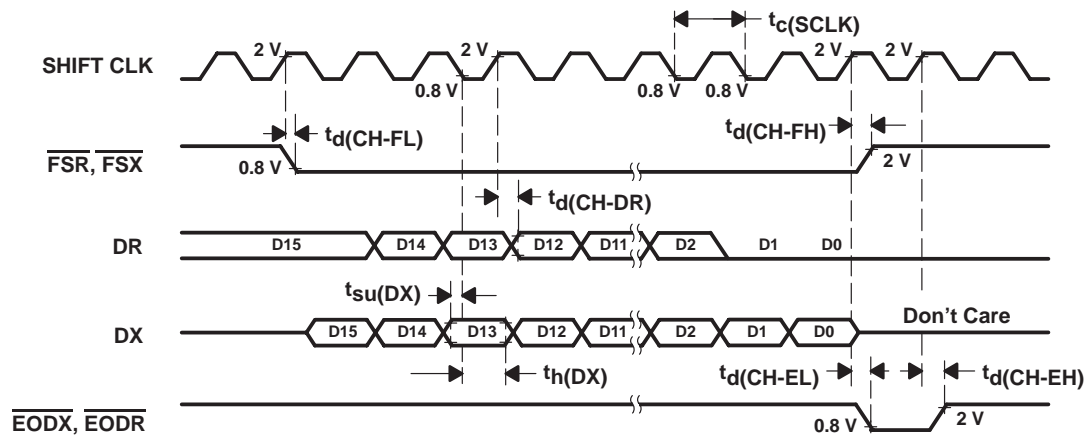 tc(SCLK)
2 V 2 V 2 V 2 V
SHIFT CLK
0.8 V 0.8 V 0.8 V
td(CH-FL) td(CH-FH)
FSR, FSX
0.8 V 2 V
td(CH-DR)
DR D15 D14 D13 D12 D11 D2 D1 D0
tsu(DX)
Don't Care
DX D15 D14 D13 D12 D11 D2 D1 D0
th(DX) td(CH-EL) td(CH-EH)
EODX, EODR
0.8 V 2 V